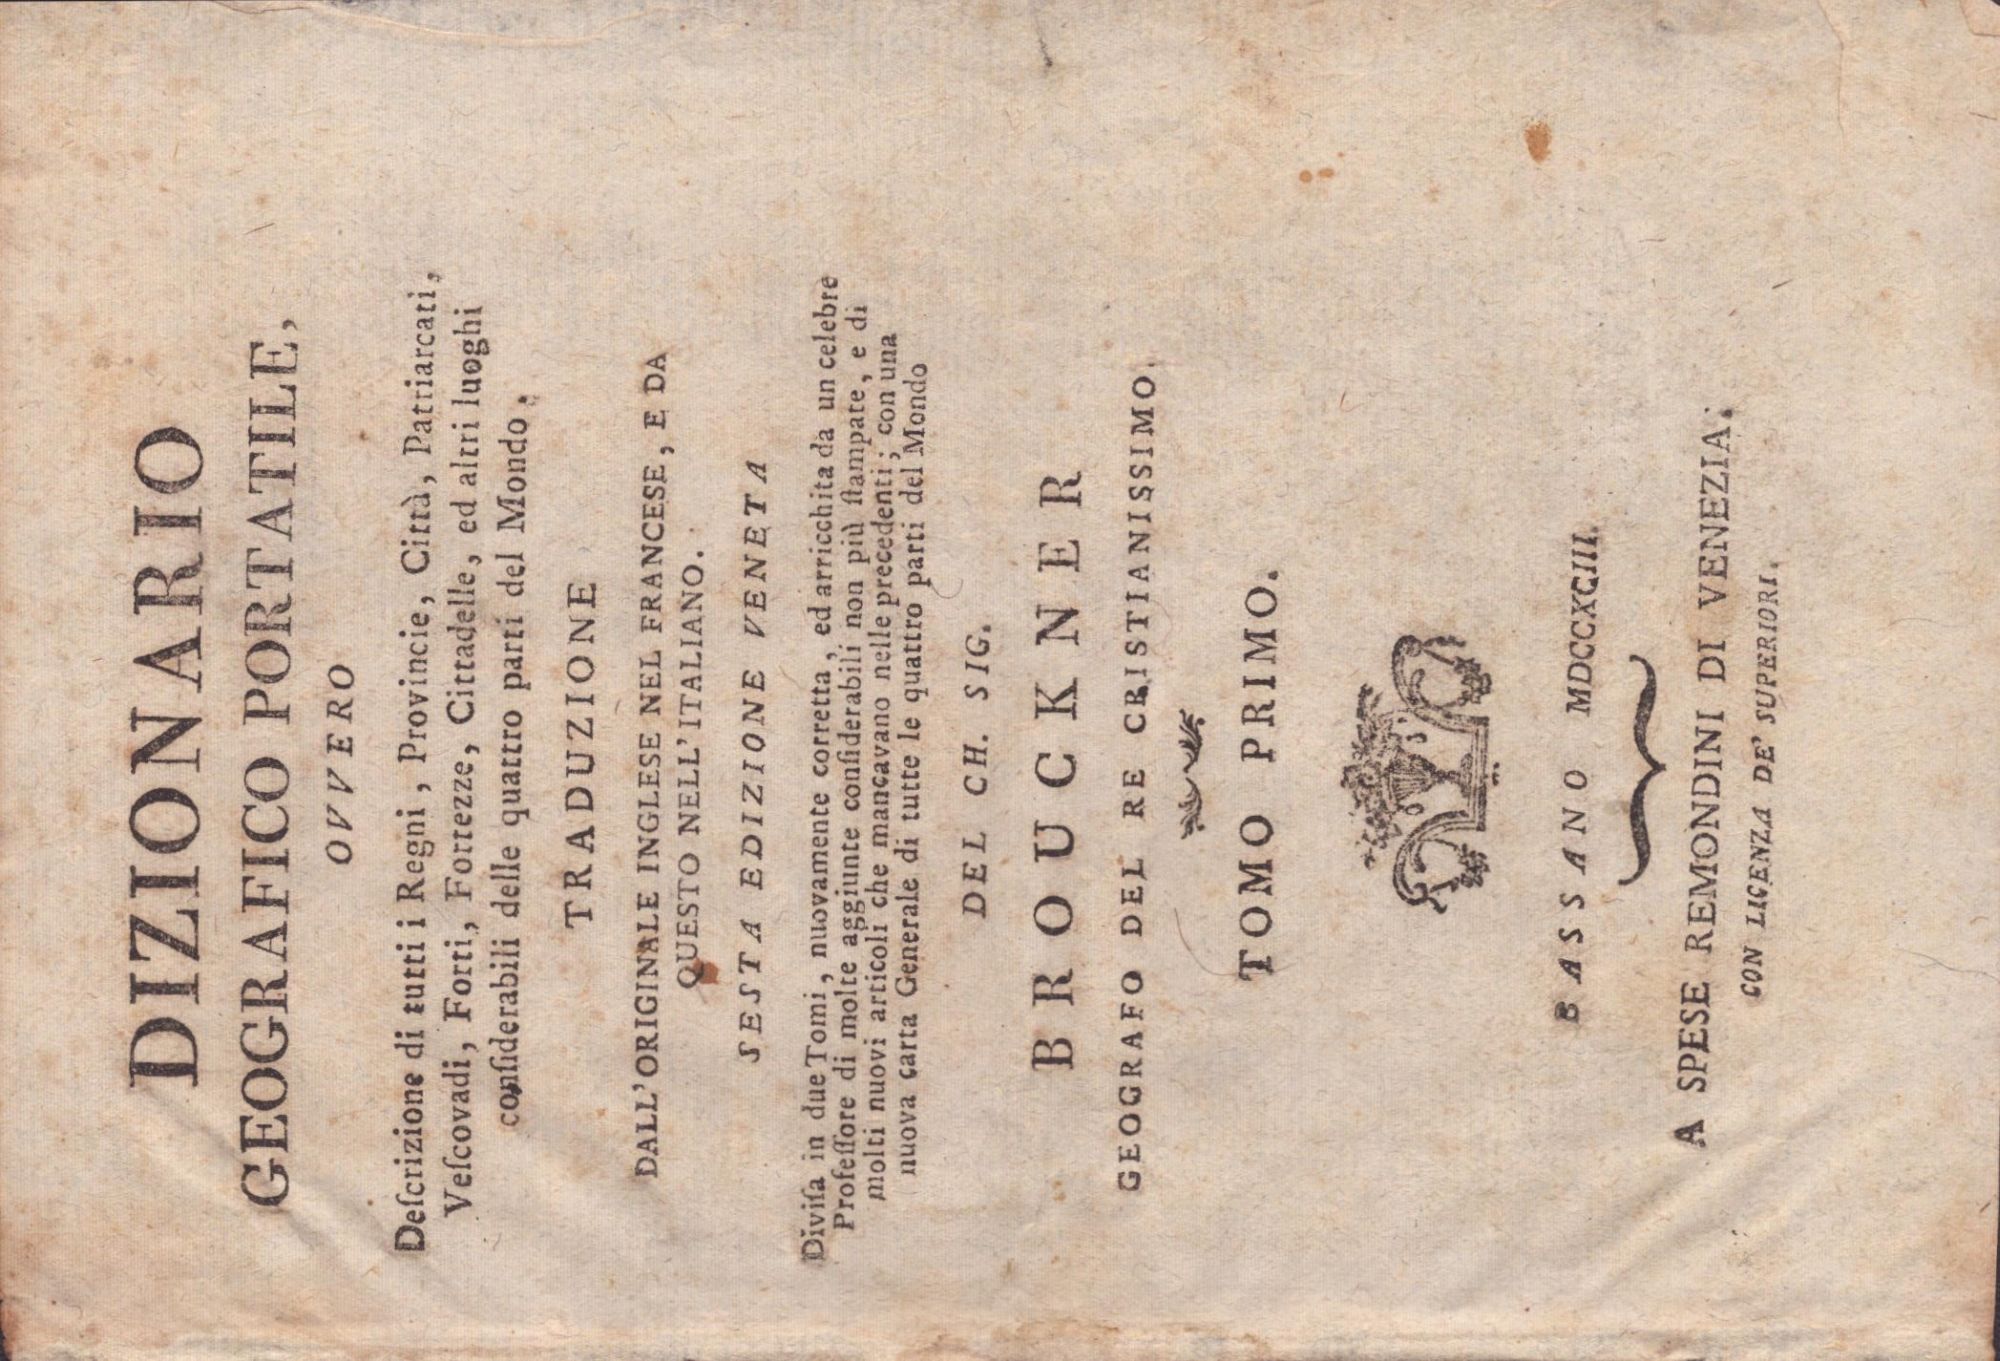 DIZIONARIO
GEOGRAFICO PORTATILE,
OVVERO
Deſcrizione di tutti i Regni, Provincie, Città, Patriarcati,
Veſcovadi, Forti, Fortezze, Cittadelle, ed altri luoghi
conſiderabili delle quattro parti del Mondo.
TRADUZIONE
DALL'ORIGINALE INGLESE NEL FRANCESE, E DA
QUESTO NELL'ITALIANO.
SESTA EDIZIONE VENETA
Diviſa in due Tomi, nuovamente corretta, ed arricchita da un celebre
Profeſſore di molte aggiunte conſiderabili non più ſtampate, e di
molti nuovi articoli che mancavano nelle precedenti; con una
nuova carta Generale di tutte le quattro parti del Mondo
DEL CH. SIG.
BROUCKNER
GEOGRAFO DEL RE CRISTIANISSIMO.
TOMO PRIMO.
BASSANO MDCCXCIII.
A SPESE REMONDINI DI VENEZIA.
CON LICENZA DE' SUPERIORI.